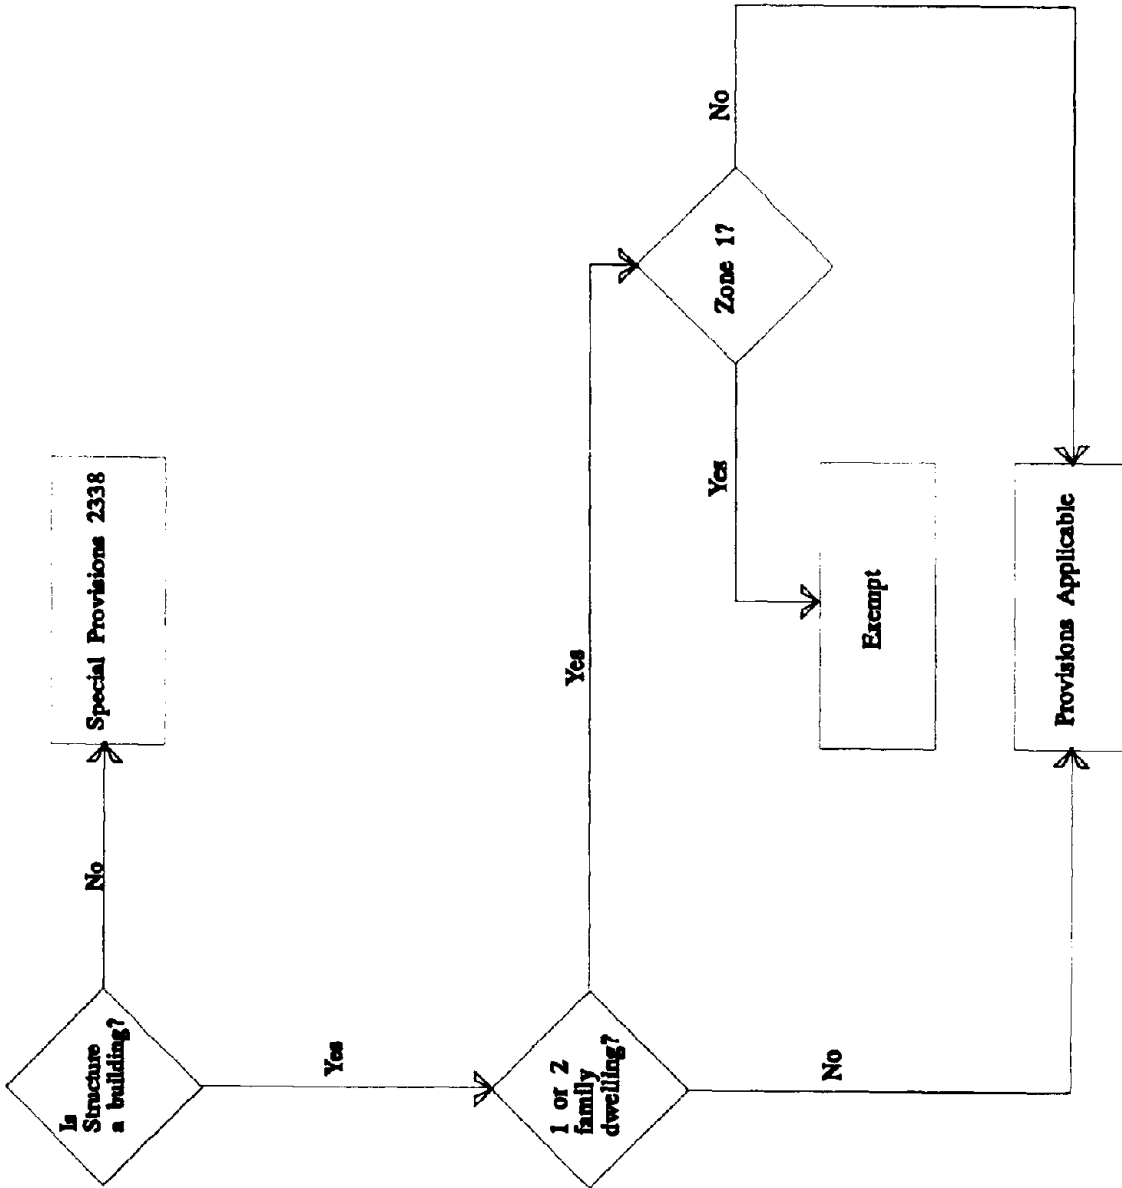 Is
Structure
a building?
No
Special Provisions 2338
Yes
1 or 2
family
dwelling?
Yes
Zone 1?
No
Yes
Exempt
No
Provisions Applicable